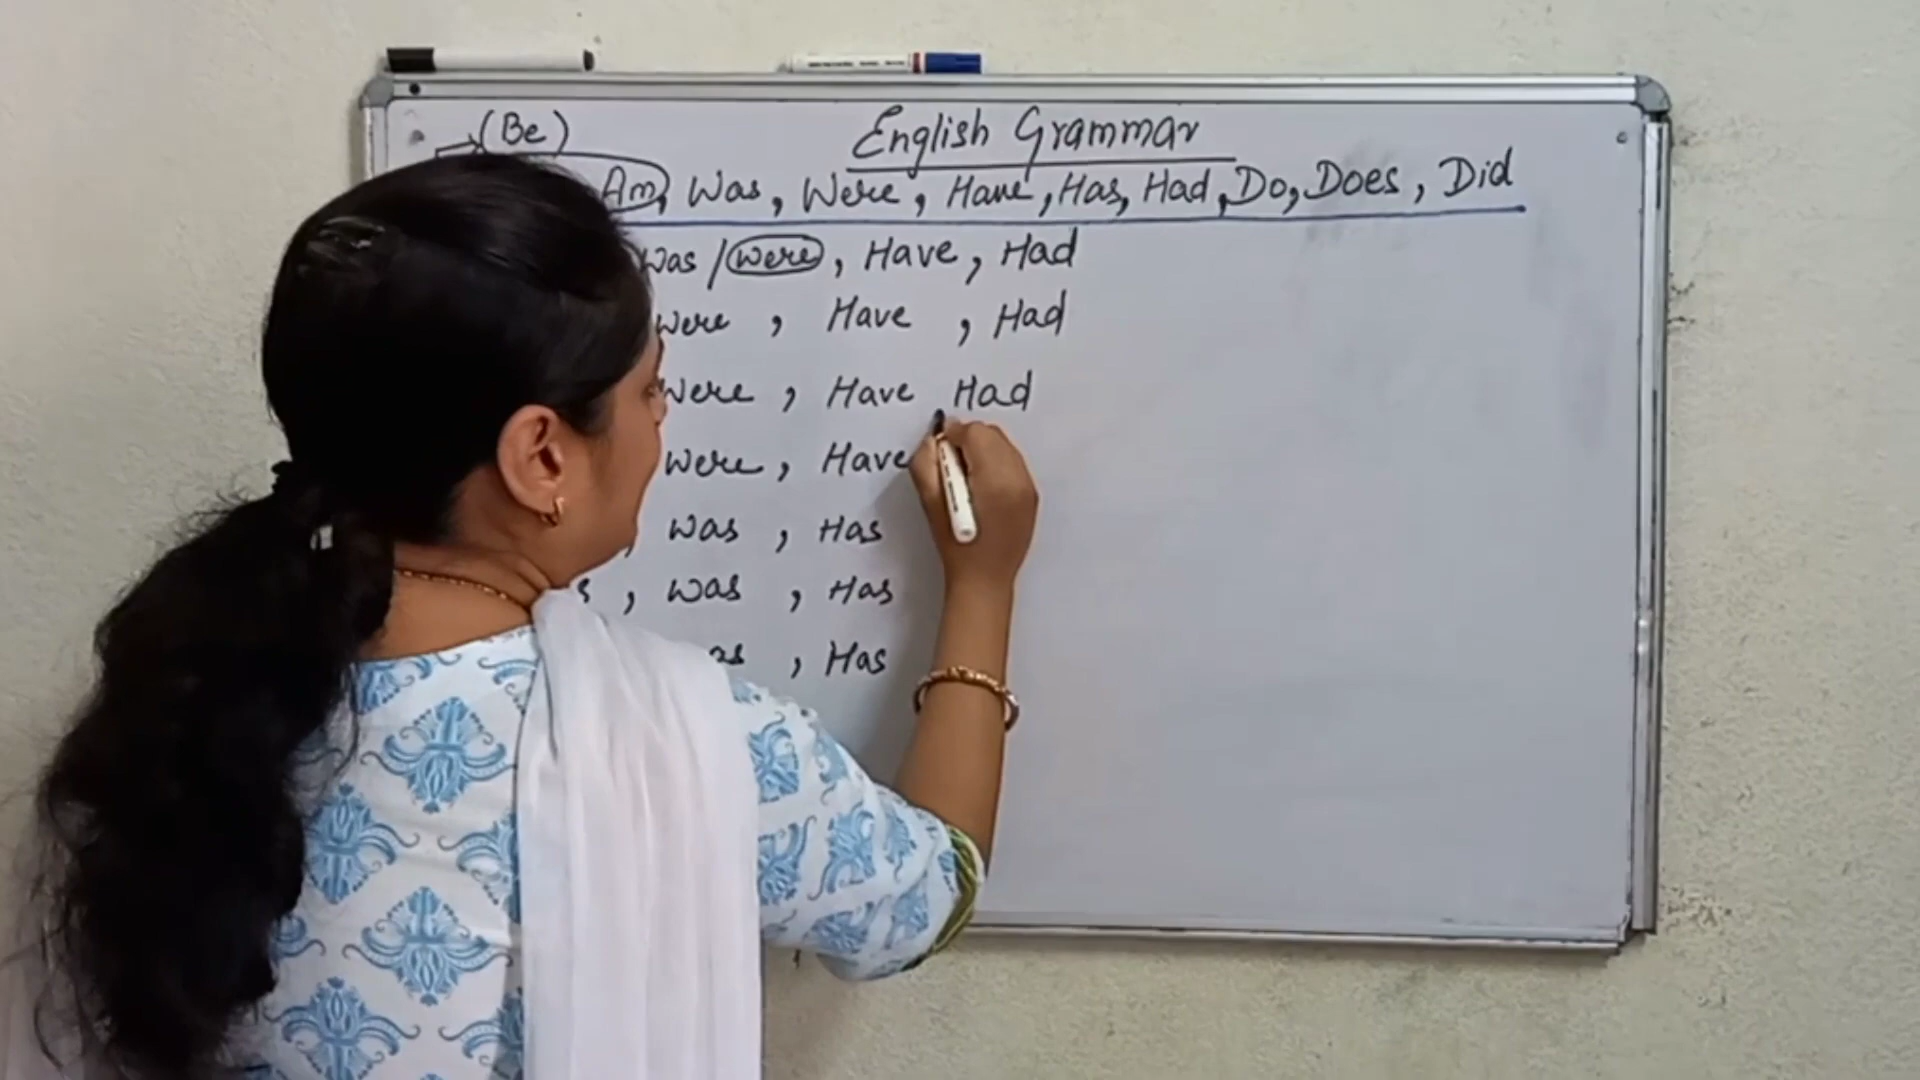 (Be)
English Grammar
Am, Was, Were, Have, Has, Had, Do, Does, Did
Was / were, Have, Had
Were, Have, Had
Were, Have Had
Were, Have
, Was, Has
, Was, Has
, Has